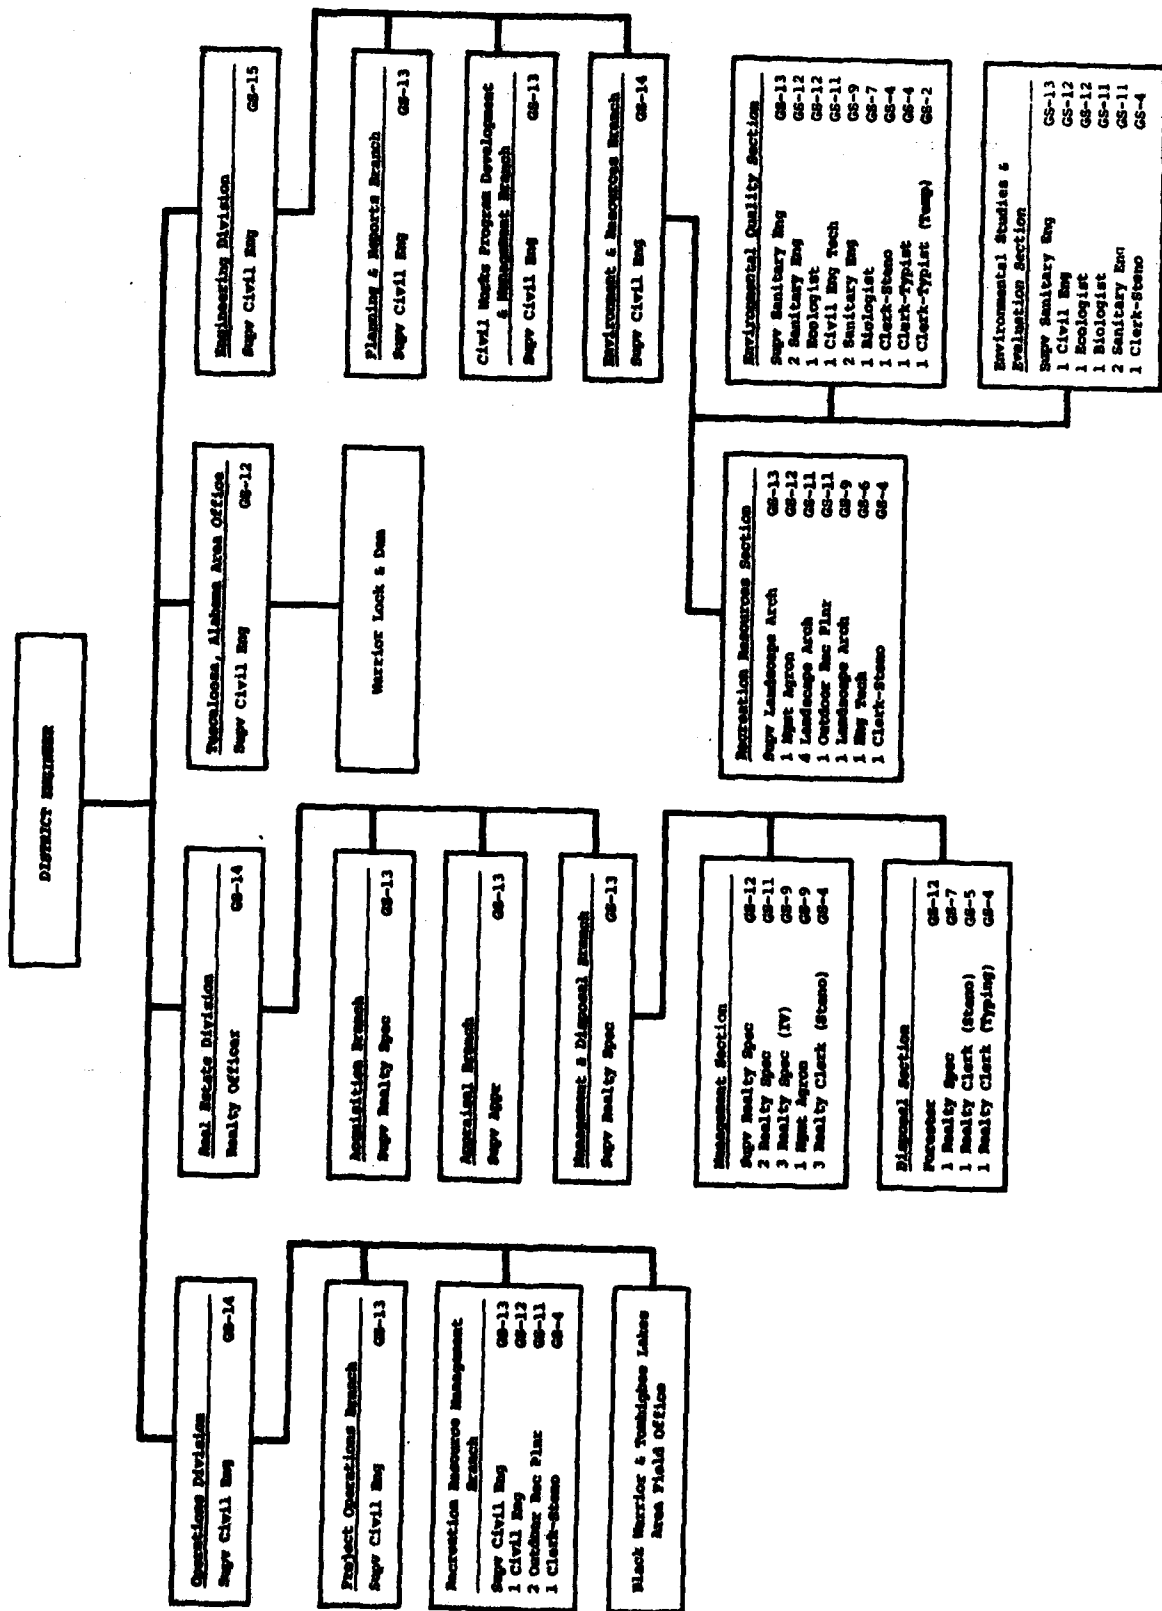 DISTRICT ENGINEER
Operations Division
Supv Civil Eng GS-14
Project Operations Branch
Supv Civil Eng GS-13
Recreation Resource Management
Branch
Supv Civil Eng GS-13
1 Civil Eng GS-12
2 Outdoor Rec Plnr GS-11
1 Clerk-Steno GS-4
Black Warrior & Tombigbee Lakes
Area Field Office
Real Estate Division
Realty Officer GS-14
Acquisition Branch
Supv Realty Spec GS-13
Appraisal Branch
Supv Appr GS-13
Management & Disposal Branch
Supv Realty Spec GS-13
Management Section
Supv Realty Spec GS-12
2 Realty Spec GS-11
3 Realty Spec (IV) GS-9
1 Mgmt Agron GS-9
3 Realty Clerk (Steno) GS-4
Disposal Section
Forester GS-12
1 Realty Spec GS-7
1 Realty Clerk (Steno) GS-5
1 Realty Clerk (Typing) GS-4
Tuscaloosa, Alabama Area Office
Supv Civil Eng GS-12
Warrior Lock & Dam
Engineering Division
Supv Civil Eng GS-15
Planning & Reports Branch
Supv Civil Eng GS-13
Civil Works Program Development
& Management Branch
Supv Civil Eng GS-13
Environment & Resources Branch
Supv Civil Eng GS-14
Recreation Resources Section
Supv Landscape Arch GS-13
1 Mgmt Agron GS-12
4 Landscape Arch GS-11
1 Outdoor Rec Plnr GS-11
1 Landscape Arch GS-9
1 Eng Tech GS-6
1 Clerk-Steno GS-4
Environmental Quality Section
Supv Sanitary Eng GS-13
2 Sanitary Eng GS-12
1 Ecologist GS-12
1 Civil Eng Tech GS-11
2 Sanitary Eng GS-9
1 Biologist GS-7
1 Clerk-Steno GS-4
1 Clerk-Typist GS-4
1 Clerk-Typist (Temp) GS-2
Environmental Studies &
Evaluation Section
Supv Sanitary Eng GS-13
1 Civil Eng GS-12
1 Ecologist GS-12
1 Biologist GS-11
2 Sanitary Eng GS-11
1 Clerk-Steno GS-4